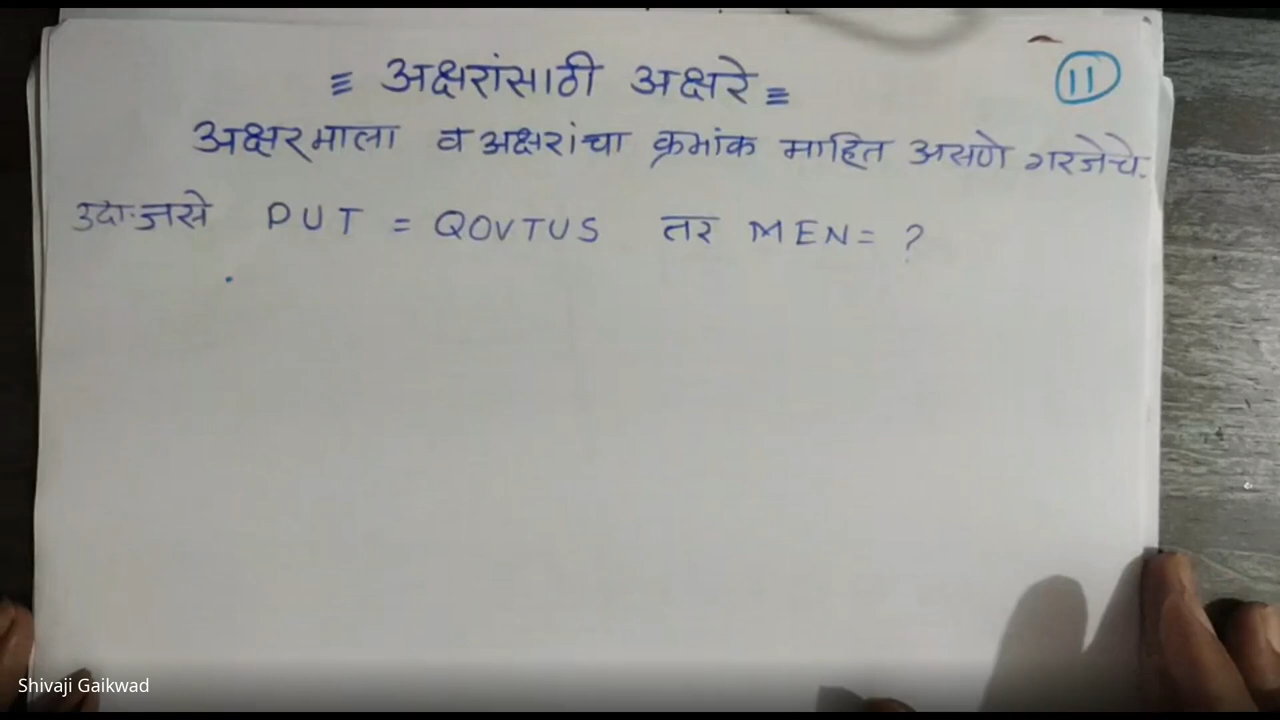 ≡ अक्षरांसाठी अक्षरे ≡
11
अक्षरमाला व अक्षरांचा क्रमांक माहित असणे गरजेचे.
उदा.जसे PUT = QOVTUS तर MEN= ?
Shivaji Gaikwad